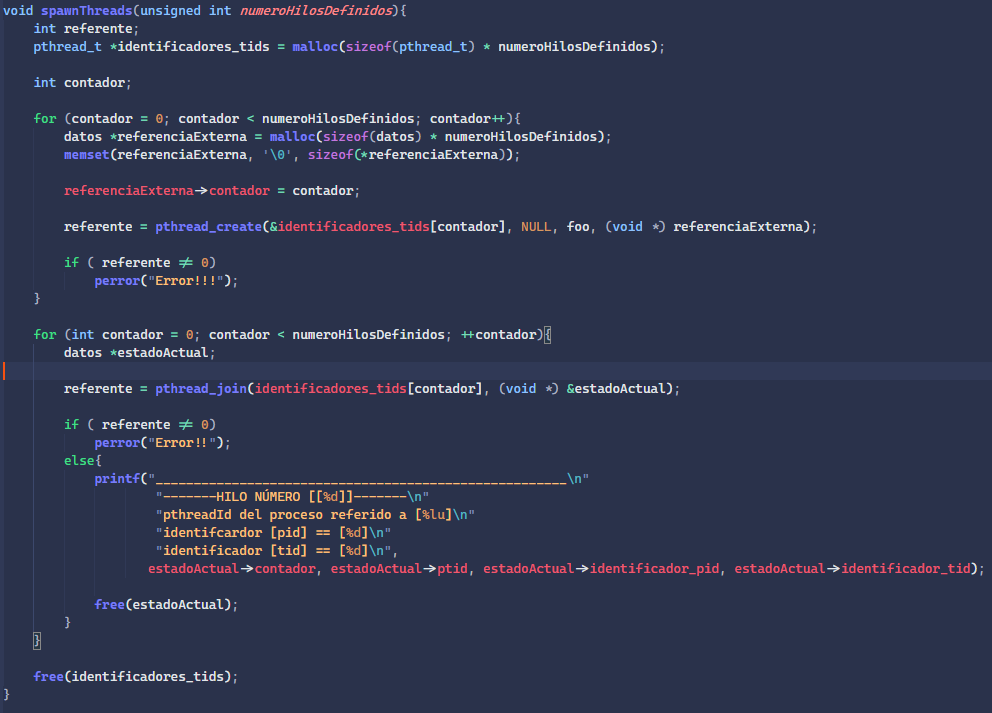 void spawnThreads(unsigned int numeroHilosDefinidos){
    int referente;
    pthread_t *identificadores_tids = malloc(sizeof(pthread_t) * numeroHilosDefinidos);
    int contador;
    for (contador = 0; contador < numeroHilosDefinidos; contador++){
        datos *referenciaExterna = malloc(sizeof(datos) * numeroHilosDefinidos);
        memset(referenciaExterna, '\0', sizeof(*referenciaExterna));
        referenciaExterna->contador = contador;
        referente = pthread_create(&identificadores_tids[contador], NULL, foo, (void *) referenciaExterna);
        if ( referente != 0)
            perror("Error!!!");
    }
    for (int contador = 0; contador < numeroHilosDefinidos; ++contador){
        datos *estadoActual;
        referente = pthread_join(identificadores_tids[contador], (void *) &estadoActual);
        if ( referente != 0)
            perror("Error!!");
        else{
            printf("______________________________________________________\n"
                    "-------HILO NÚMERO [[%d]]-------\n"
                    "pthreadId del proceso referido a [%lu]\n"
                    "identifcardor [pid] == [%d]\n"
                    "identificador [tid] == [%d]\n",
                   estadoActual->contador, estadoActual->ptid, estadoActual->identificador_pid, estadoActual->identificador_tid);
            free(estadoActual);
        }
    }
    free(identificadores_tids);
}